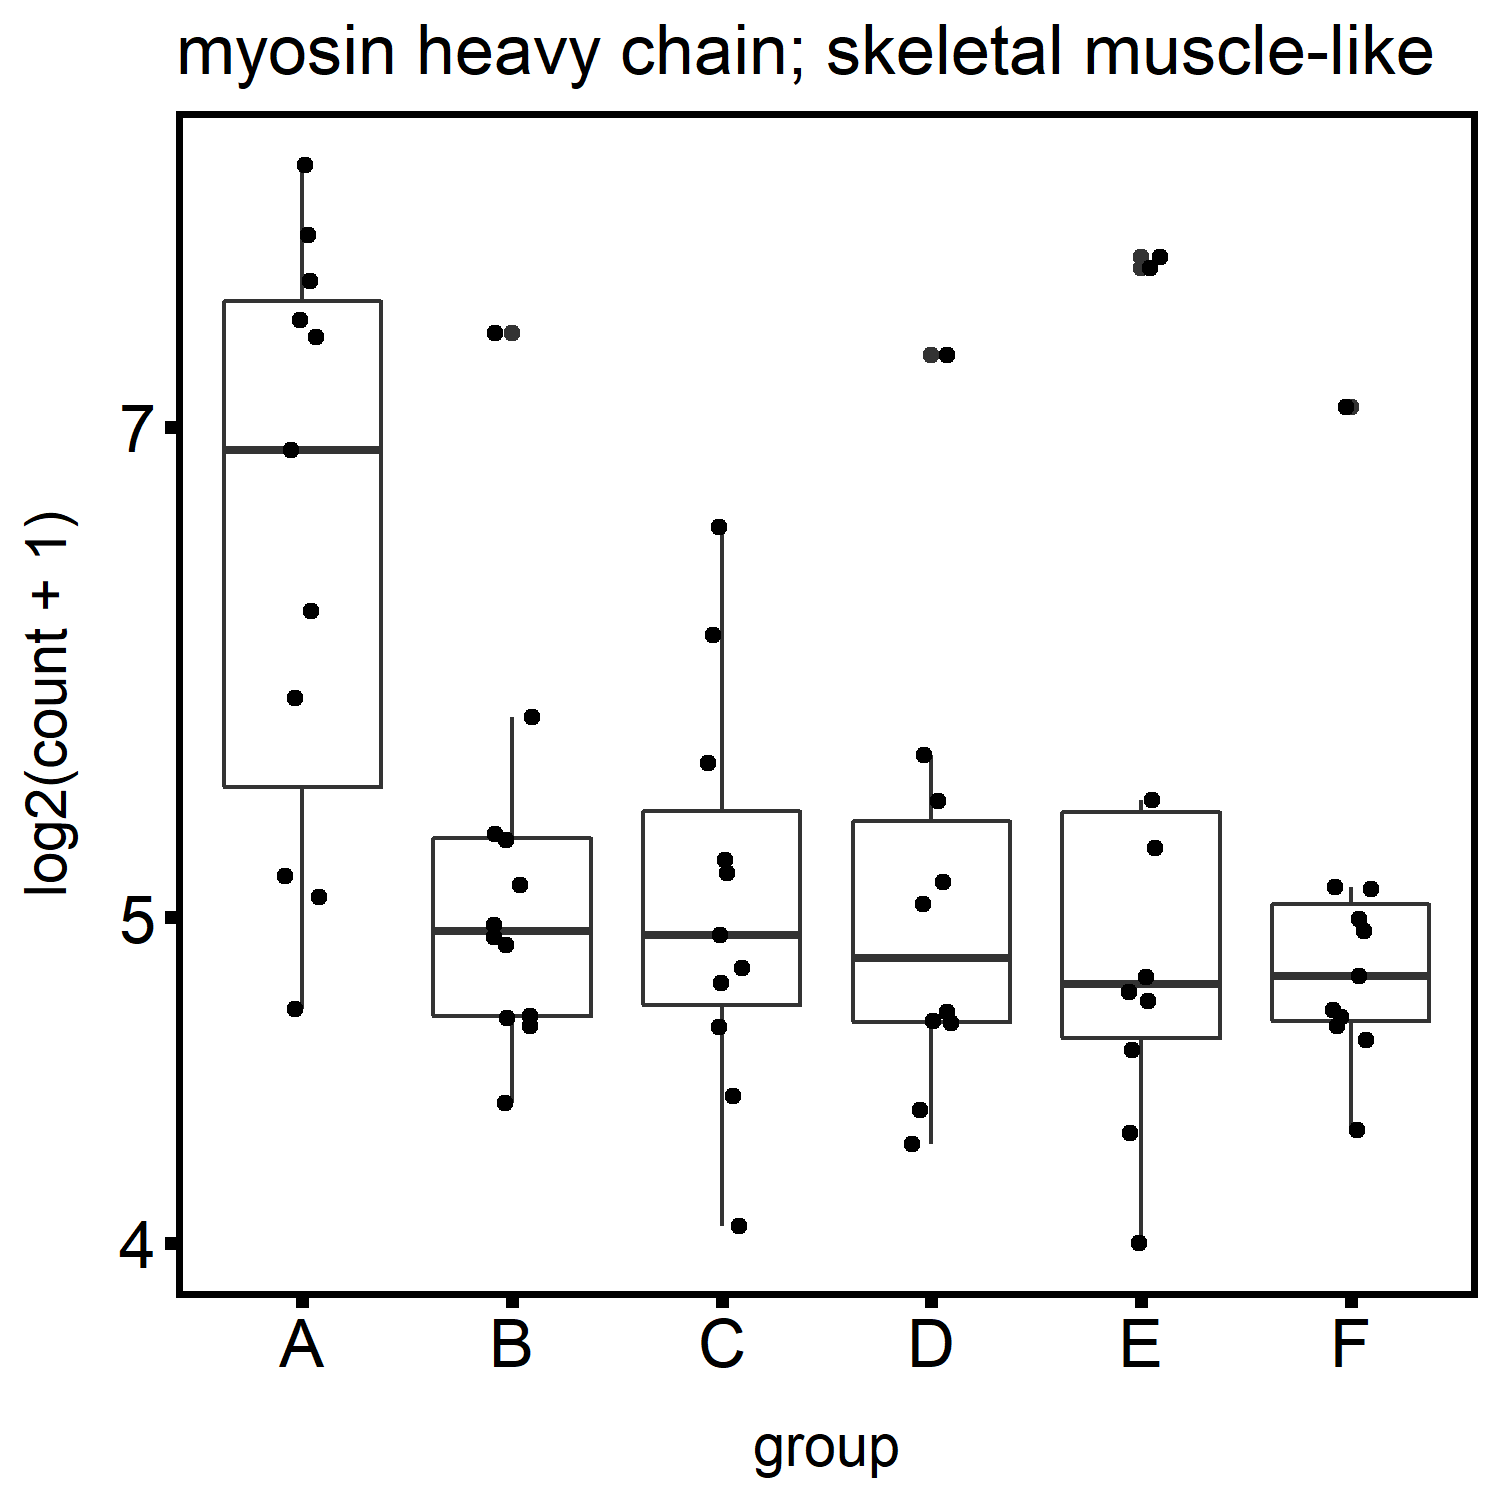 myosin heavy chain; skeletal muscle-like
log2(count + 1)
7
5
4
A B C D E F
group